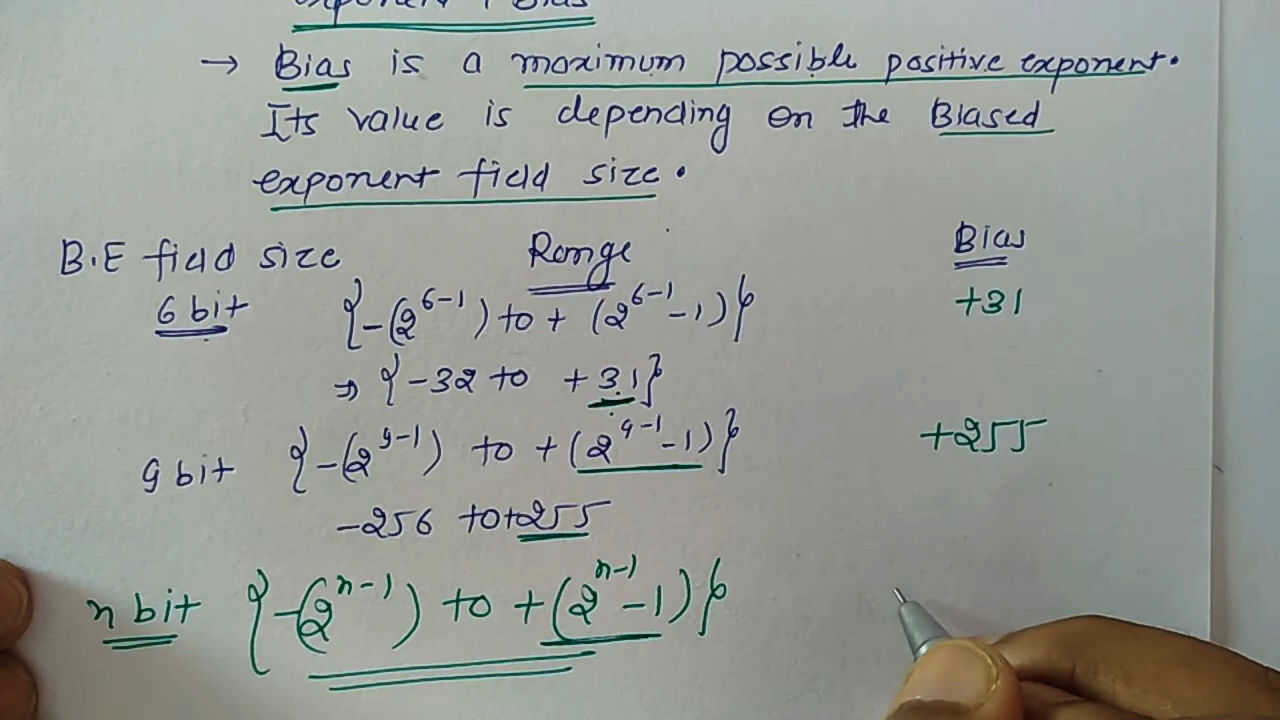 → Bias is a maximum possible positive exponent.
Its value is depending on the Biased
exponent field size.
B.E field size Range Bias
6 bit {-(2^{6-1}) to + (2^{6-1}-1)} +31
⇒ {-32 to +31}
9 bit {-(2^{9-1}) to +(2^{9-1}-1)} +255
-256 to+255
n bit {-(2^{n-1}) to +(2^{n-1}-1)}